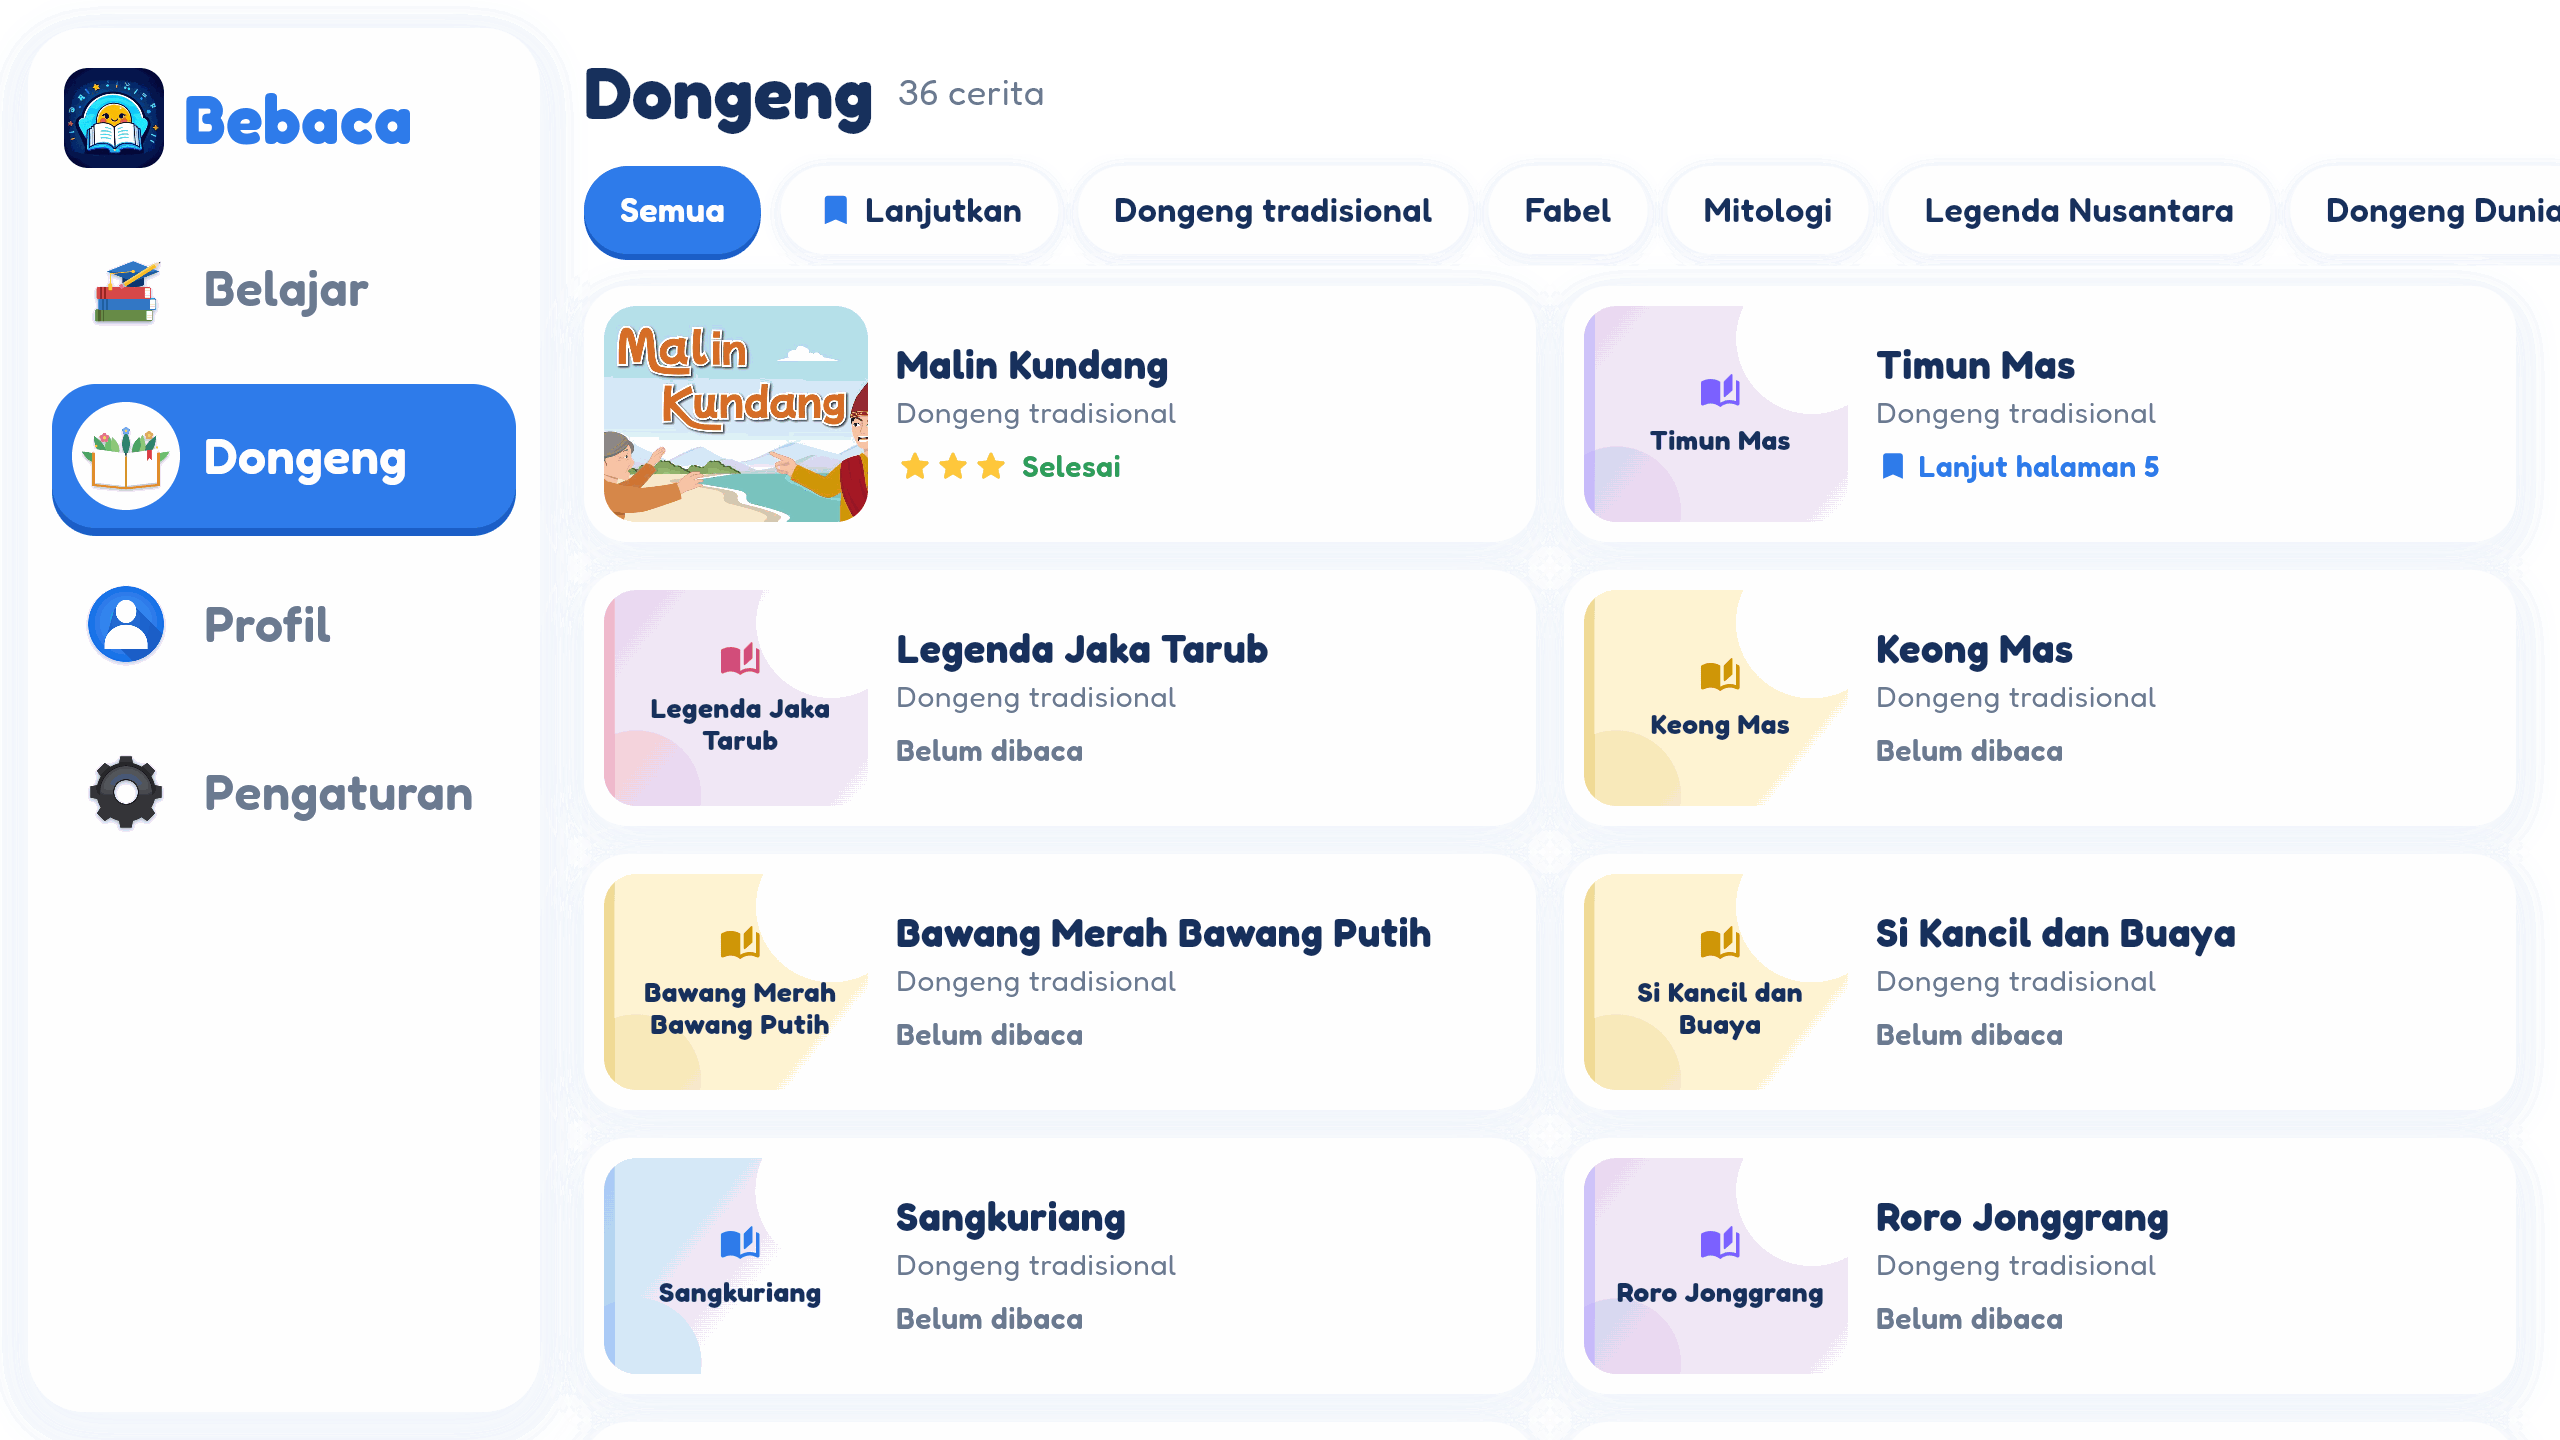 Bebaca
Belajar
Dongeng
Profil
Pengaturan
Dongeng 36 cerita
Semua
Lanjutkan
Dongeng tradisional
Fabel
Mitologi
Legenda Nusantara
Dongeng Dunia
Malin
Kundang
Malin Kundang
Dongeng tradisional
Selesai
Timun Mas
Timun Mas
Dongeng tradisional
Lanjut halaman 5
Legenda Jaka
Tarub
Legenda Jaka Tarub
Dongeng tradisional
Belum dibaca
Keong Mas
Keong Mas
Dongeng tradisional
Belum dibaca
Bawang Merah
Bawang Putih
Bawang Merah Bawang Putih
Dongeng tradisional
Belum dibaca
Si Kancil dan
Buaya
Si Kancil dan Buaya
Dongeng tradisional
Belum dibaca
Sangkuriang
Sangkuriang
Dongeng tradisional
Belum dibaca
Roro Jonggrang
Roro Jonggrang
Dongeng tradisional
Belum dibaca